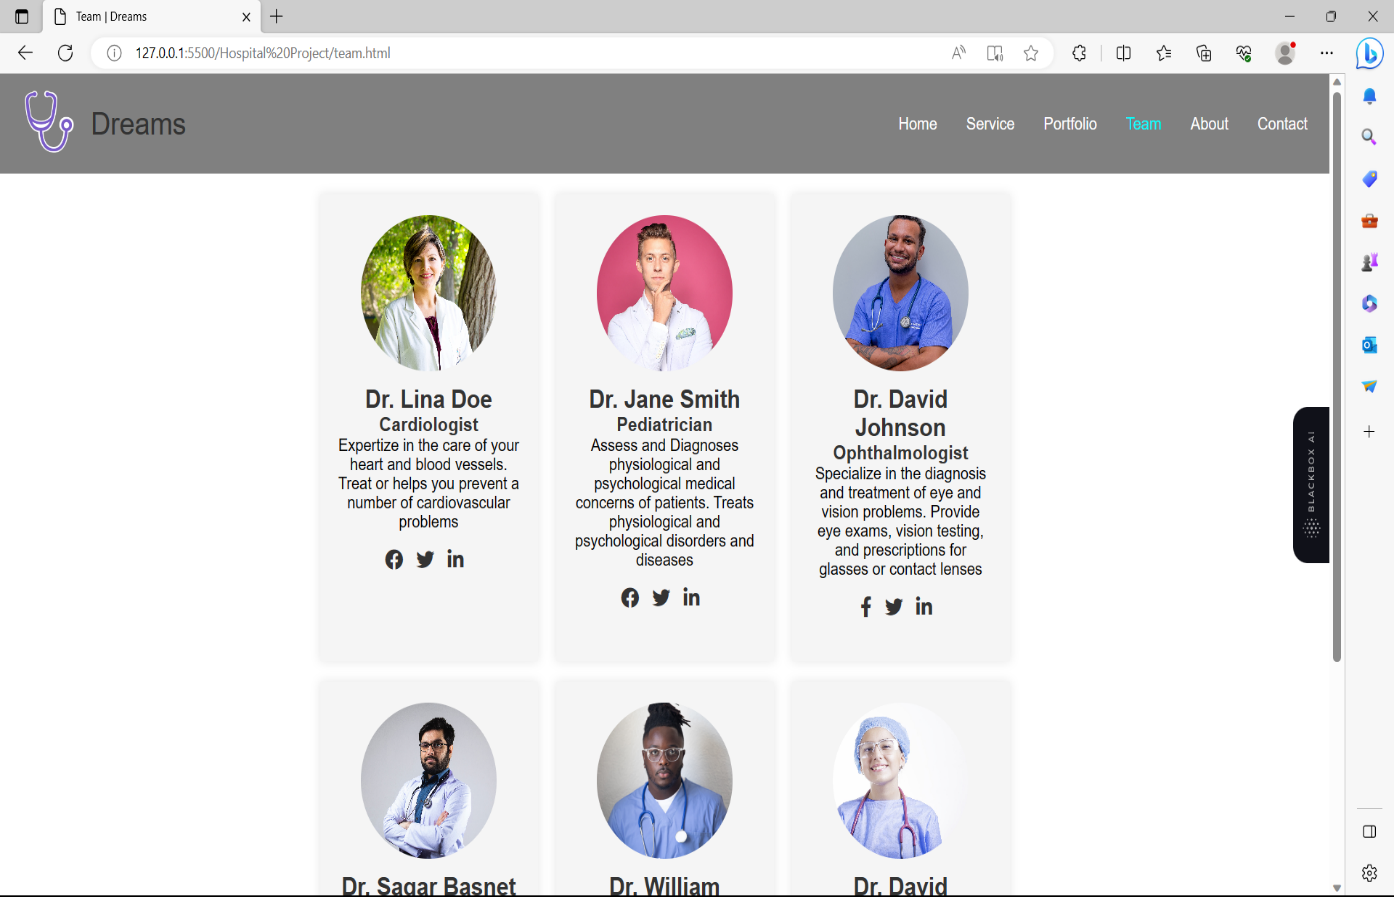 Team | Dreams
127.0.0.1:5500/Hospital%20Project/team.html
Dreams
Home Service Portfolio Team About Contact
Dr. Lina Doe
Cardiologist
Expertize in the care of your
heart and blood vessels.
Treat or helps you prevent a
number of cardiovascular
problems
Dr. Jane Smith
Pediatrician
Assess and Diagnoses
physiological and
psychological medical
concerns of patients. Treats
physiological and
psychological disorders and
diseases
Dr. David
Johnson
Ophthalmologist
Specialize in the diagnosis
and treatment of eye and
vision problems. Provide
eye exams, vision testing,
and prescriptions for
glasses or contact lenses
BLACKBOX AI
Dr. Sagar Basnet
Dr. William
Dr. David